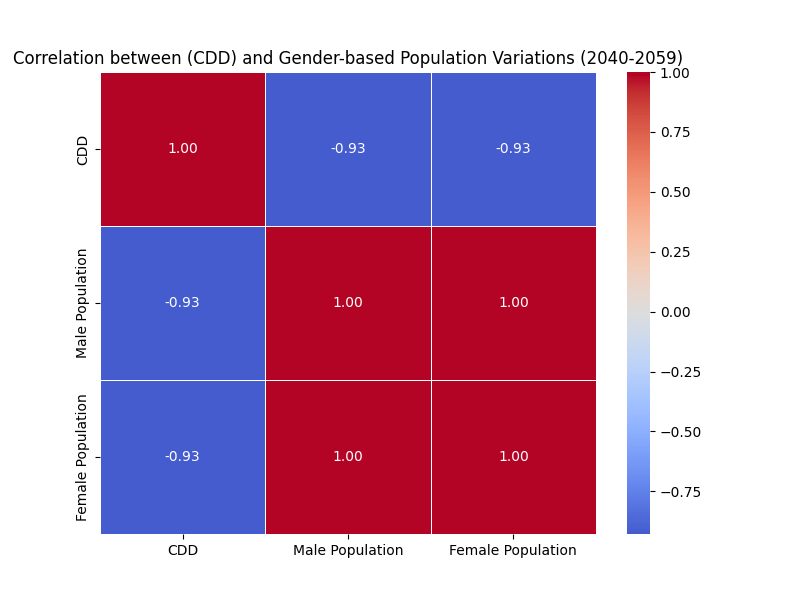 Correlation between (CDD) and Gender-based Population Variations (2040-2059)
CDD
1.00
-0.93
-0.93
Male Population
-0.93
1.00
1.00
Female Population
-0.93
1.00
1.00
CDD
Male Population
Female Population
1.00
0.75
0.50
0.25
0.00
−0.25
−0.50
−0.75